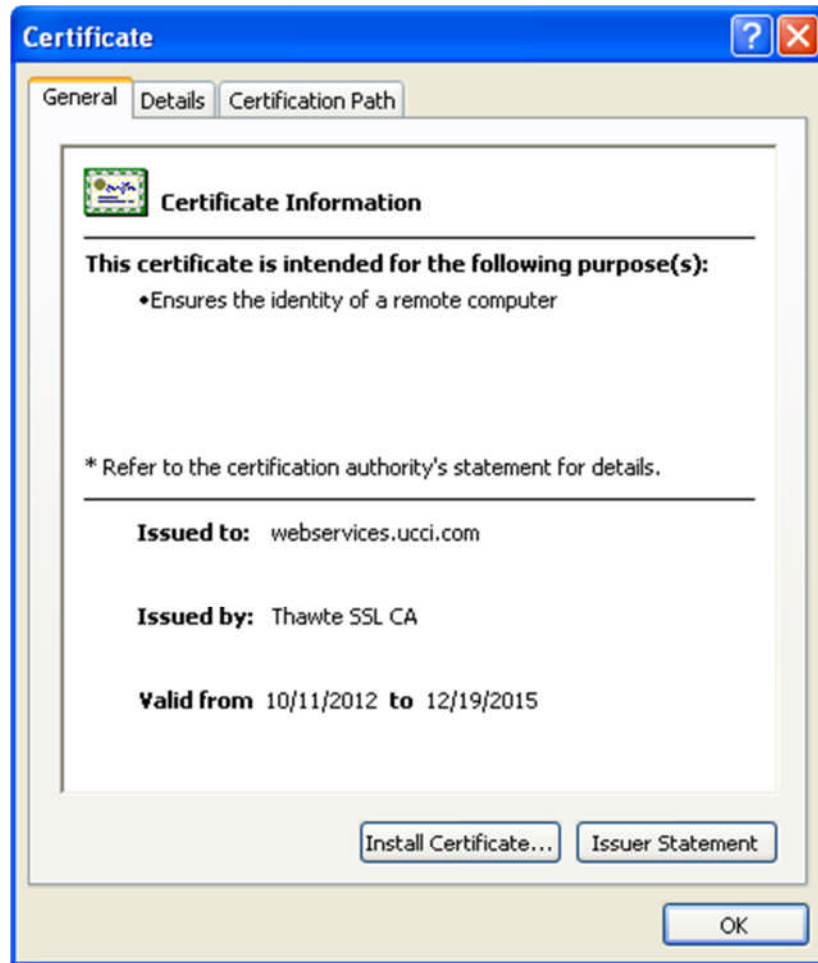 Certificate
General Details Certification Path
Certificate Information
This certificate is intended for the following purpose(s):
•Ensures the identity of a remote computer
* Refer to the certification authority's statement for details.
Issued to: webservices.ucci.com
Issued by: Thawte SSL CA
Valid from 10/11/2012 to 12/19/2015
Install Certificate... Issuer Statement
OK